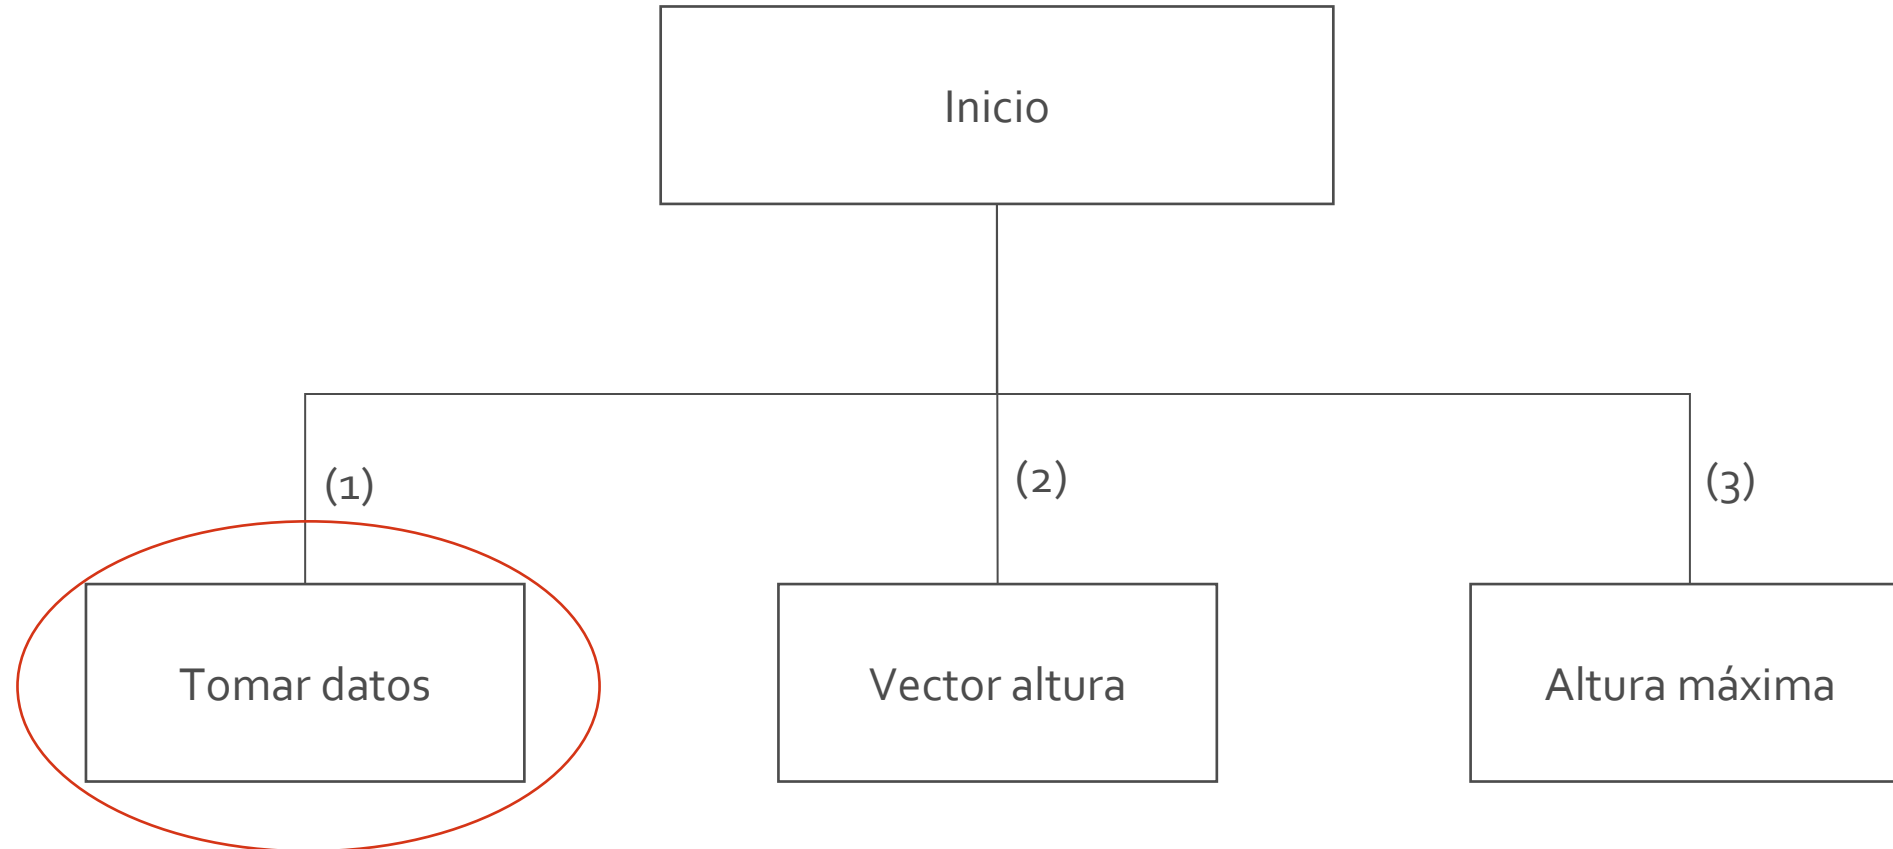 Inicio
(1)
(2)
(3)
Tomar datos
Vector altura
Altura máxima